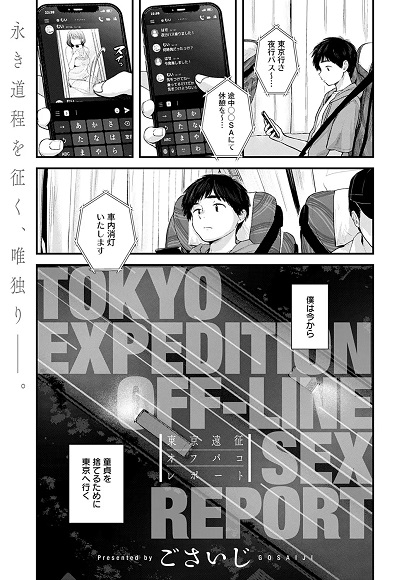 東京行さ
夜行バス〜…
途中〇〇SAにて
休憩を〜…
永き道程を征く、唯独り——。
車内消灯
いたします
僕は今から
TOKYO
EXPEDITION
OFF-LINE
SEX
REPORT
東京遠征
オフパコ
レポート
童貞を
捨てるために
東京へ行く
Presented by ごさいじ GOSAIJI